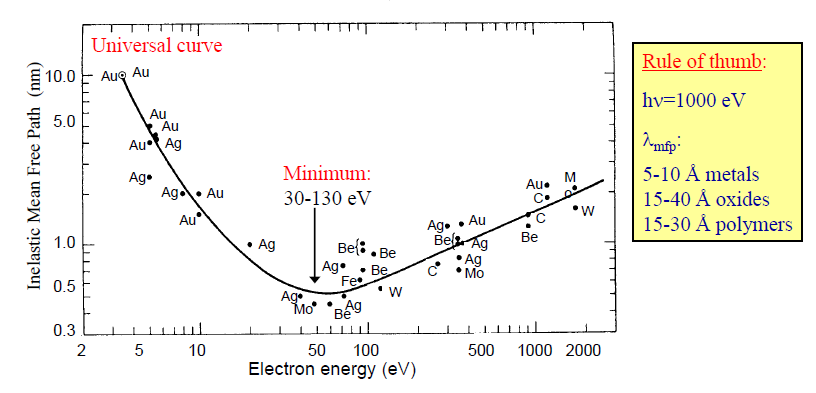 Universal curve
Inelastic Mean Free Path (nm)
10.0
5.0
1.0
0.5
0.3
Au Au
Au
Au
Au Ag
Ag
Ag Au
Au
Ag
Minimum:
30-130 eV
Be{ Be
Ag Be
Fe
Ag W
Mo Be Ag
Ag Au
Be{ Ag
C Ag
Mo
Au M
C o
C W
Be
2 5 10 50 100 500 1000 2000
Electron energy (eV)
Rule of thumb:
hν=1000 eV
λmfp:
5-10 Å metals
15-40 Å oxides
15-30 Å polymers